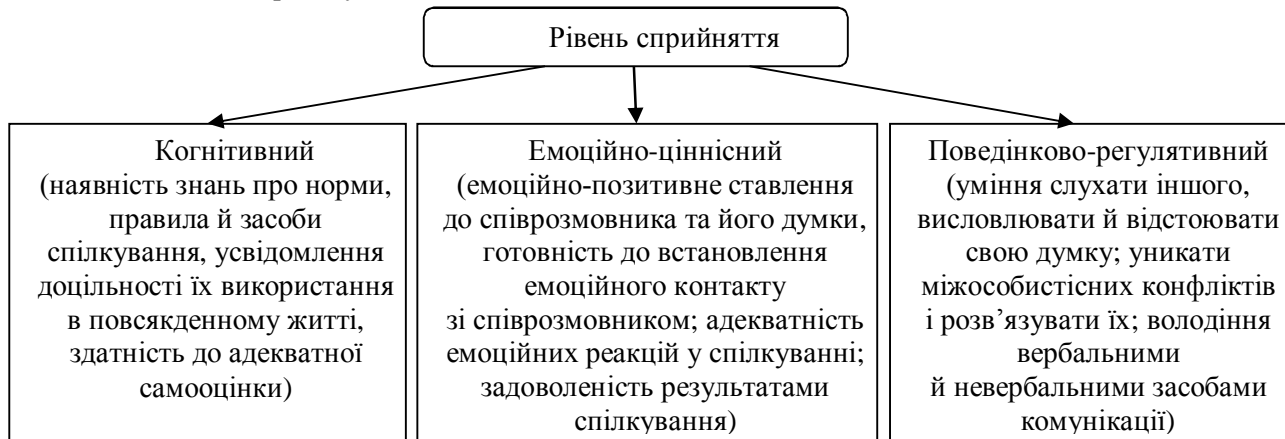 Рівень сприйняття
Когнітивний
(наявність знань про норми,
правила й засоби
спілкування, усвідомлення
доцільності їх використання
в повсякденному житті,
здатність до адекватної
самооцінки)
Емоційно-ціннісний
(емоційно-позитивне ставлення
до співрозмовника та його думки,
готовність до встановлення
емоційного контакту
зі співрозмовником; адекватність
емоційних реакцій у спілкуванні;
задоволеність результатами
спілкування)
Поведінково-регулятивний
(уміння слухати іншого,
висловлювати й відстоювати
свою думку; уникати
міжособистісних конфліктів
і розв’язувати їх; володіння
вербальними
й невербальними засобами
комунікації)